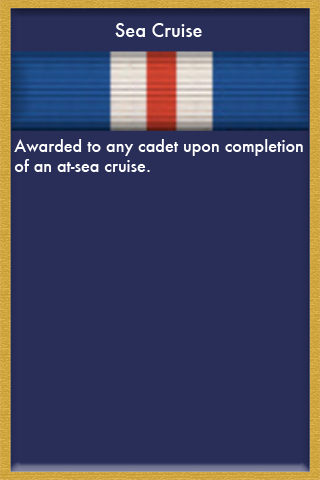 Sea Cruise
Awarded to any cadet upon completion
of an at-sea cruise.